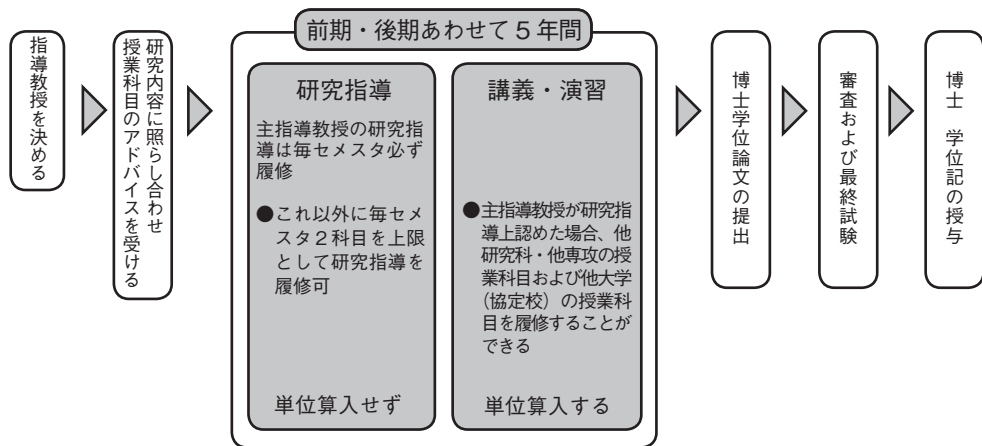 指導教授を決める
研究内容に照らし合わせ
授業科目のアドバイスを受ける
前期・後期あわせて5年間
研究指導
主指導教授の研究指
導は毎セメスタ必ず
履修
●これ以外に毎セメ
スタ2科目を上限
として研究指導を
履修可
単位算入せず
講義・演習
●主指導教授が研究指
導上認めた場合、他
研究科・他専攻の授
業科目および他大学
（協定校）の授業科
目を履修することが
できる
単位算入する
博士学位論文の提出
審査および最終試験
博士　学位記の授与